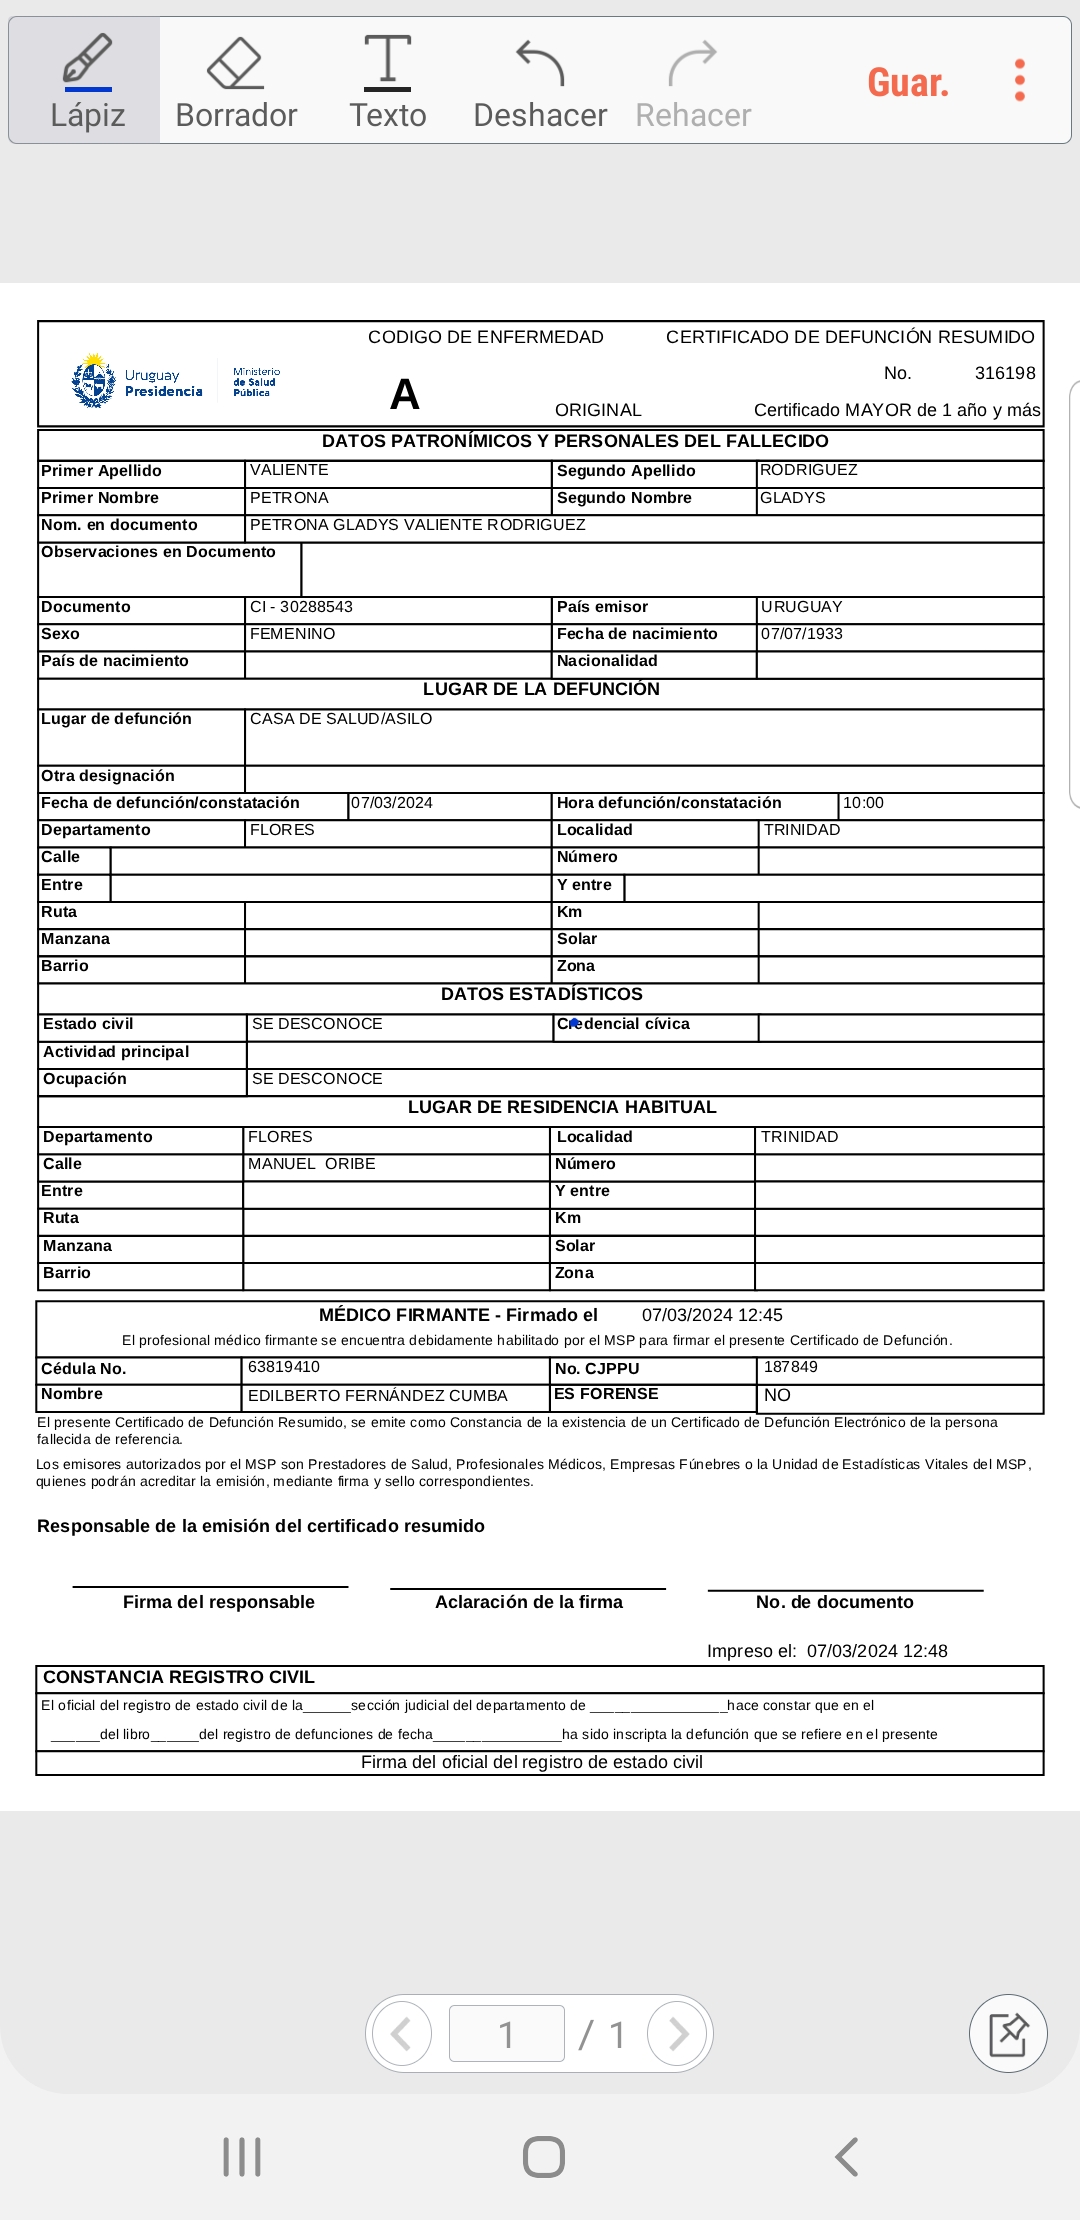 Lápiz Borrador Texto Deshacer Rehacer Guar.
CODIGO DE ENFERMEDAD CERTIFICADO DE DEFUNCIÓN RESUMIDO
Uruguay Presidencia
Ministerio de Salud Pública
A
No. 316198
ORIGINAL Certificado MAYOR de 1 año y más
DATOS PATRONÍMICOS Y PERSONALES DEL FALLECIDO
Primer Apellido VALIENTE Segundo Apellido RODRIGUEZ
Primer Nombre PETRONA Segundo Nombre GLADYS
Nom. en documento PETRONA GLADYS VALIENTE RODRIGUEZ
Observaciones en Documento
Documento CI - 30288543 País emisor URUGUAY
Sexo FEMENINO Fecha de nacimiento 07/07/1933
País de nacimiento Nacionalidad
LUGAR DE LA DEFUNCIÓN
Lugar de defunción CASA DE SALUD/ASILO
Otra designación
Fecha de defunción/constatación 07/03/2024 Hora defunción/constatación 10:00
Departamento FLORES Localidad TRINIDAD
Calle Número
Entre Y entre
Ruta Km
Manzana Solar
Barrio Zona
DATOS ESTADÍSTICOS
Estado civil SE DESCONOCE Credencial cívica
Actividad principal
Ocupación SE DESCONOCE
LUGAR DE RESIDENCIA HABITUAL
Departamento FLORES Localidad TRINIDAD
Calle MANUEL ORIBE Número
Entre Y entre
Ruta Km
Manzana Solar
Barrio Zona
MÉDICO FIRMANTE - Firmado el 07/03/2024 12:45
El profesional médico firmante se encuentra debidamente habilitado por el MSP para firmar el presente Certificado de Defunción.
Cédula No. 63819410 No. CJPPU 187849
Nombre EDILBERTO FERNÁNDEZ CUMBA ES FORENSE NO
El presente Certificado de Defunción Resumido, se emite como Constancia de la existencia de un Certificado de Defunción Electrónico de la persona
fallecida de referencia.
Los emisores autorizados por el MSP son Prestadores de Salud, Profesionales Médicos, Empresas Fúnebres o la Unidad de Estadísticas Vitales del MSP,
quienes podrán acreditar la emisión, mediante firma y sello correspondientes.
Responsable de la emisión del certificado resumido
Firma del responsable Aclaración de la firma No. de documento
Impreso el: 07/03/2024 12:48
CONSTANCIA REGISTRO CIVIL
El oficial del registro de estado civil de la______sección judicial del departamento de _________________hace constar que en el
______del libro______del registro de defunciones de fecha________________ha sido inscripta la defunción que se refiere en el presente
Firma del oficial del registro de estado civil
1 / 1